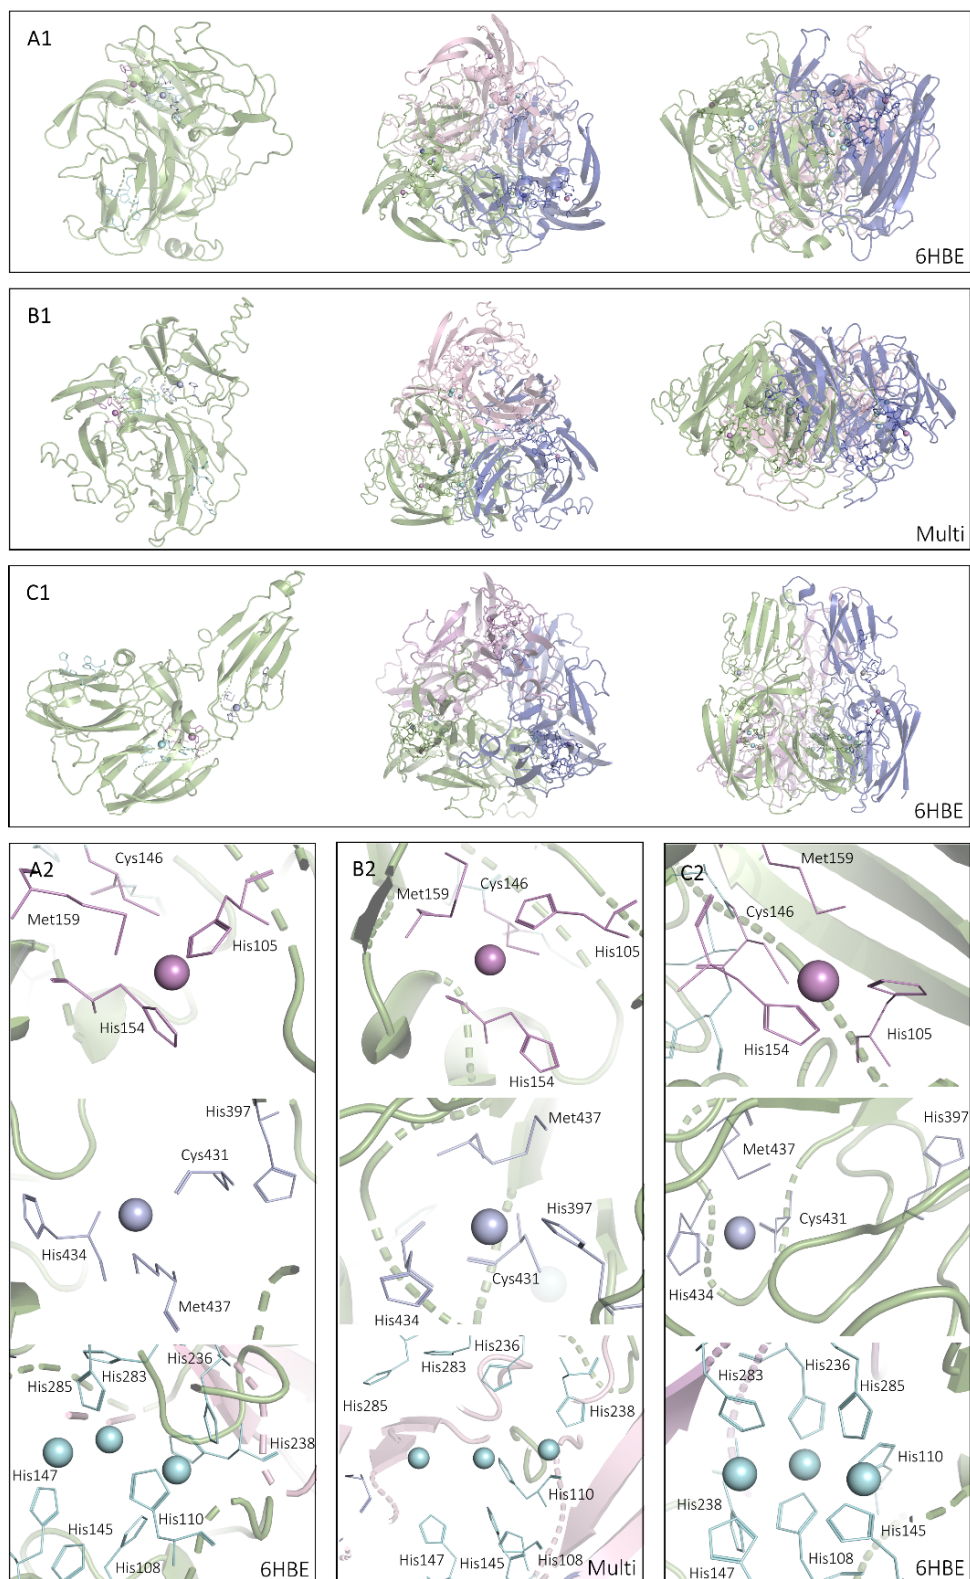 A1
6HBE
B1
Multi
C1
6HBE
A2
Cys146
Met159
His105
His154
His397
Cys431
His434
Met437
His236
His285
His283
His238
His147
His110
His145
His108
6HBE
B2
Met159
Cys146
His105
His154
Met437
His397
Cys431
His434
His236
His283
His285
His238
His110
His147
His145
His108
Multi
C2
Met159
Cys146
His154
His105
His397
Met437
Cys431
His434
His283
His236
His285
His110
His238
His145
His108
His147
6HBE